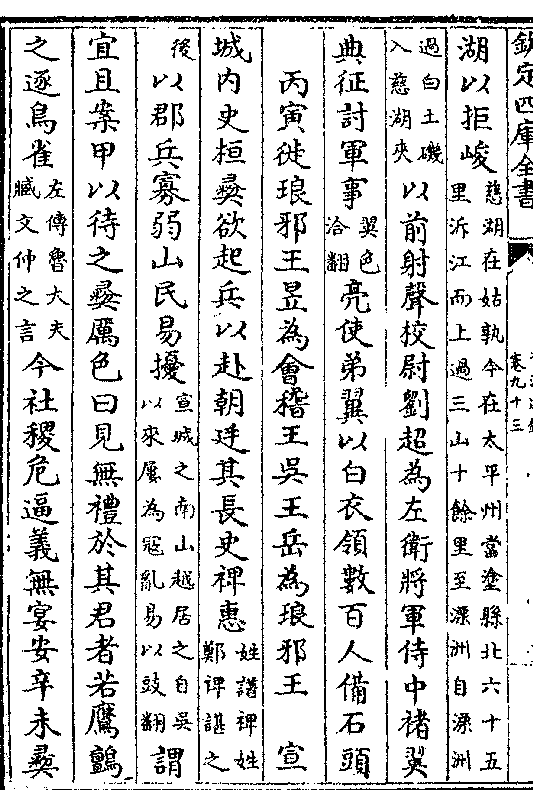 欽定四庫全書
卷九十三
湖以拒峻慈湖在姑孰今在太平州當塗縣北六十五里泝江而上過三山十餘里至溧洲自溧洲
過白土磯入慈湖夾以前射聲校尉劉超為左衛將軍侍中褚翜
典征討軍事翜色洽翻亮使弟翼以白衣領數百人備石頭
丙寅徙琅邪王昱為會稽王吳王岳為琅邪王 宣
城内史桓彝欲起兵以赴朝廷其長史裨惠姓譜裨姓鄭裨諶之
後以郡兵寡弱山民易擾宣城之南山越居之自吳以來屢為寇亂易以豉翻謂
宜且案甲以待之彝厲色曰見無禮於其君者若鷹鸇
之逐鳥雀左傳魯大夫臧文仲之言今社稷危逼義無宴安辛未彝